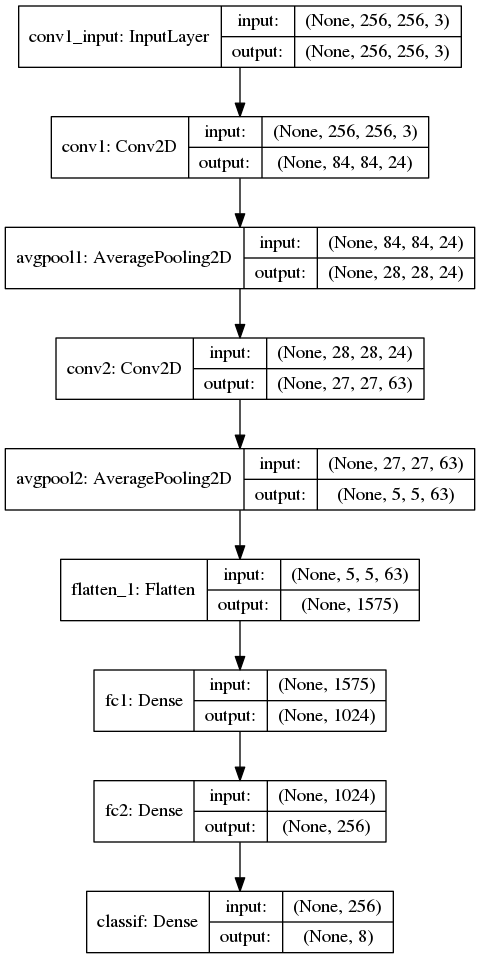 conv1_input: InputLayer
input: (None, 256, 256, 3)
output: (None, 256, 256, 3)
conv1: Conv2D
input: (None, 256, 256, 3)
output: (None, 84, 84, 24)
avgpool1: AveragePooling2D
input: (None, 84, 84, 24)
output: (None, 28, 28, 24)
conv2: Conv2D
input: (None, 28, 28, 24)
output: (None, 27, 27, 63)
avgpool2: AveragePooling2D
input: (None, 27, 27, 63)
output: (None, 5, 5, 63)
flatten_1: Flatten
input: (None, 5, 5, 63)
output: (None, 1575)
fc1: Dense
input: (None, 1575)
output: (None, 1024)
fc2: Dense
input: (None, 1024)
output: (None, 256)
classif: Dense
input: (None, 256)
output: (None, 8)